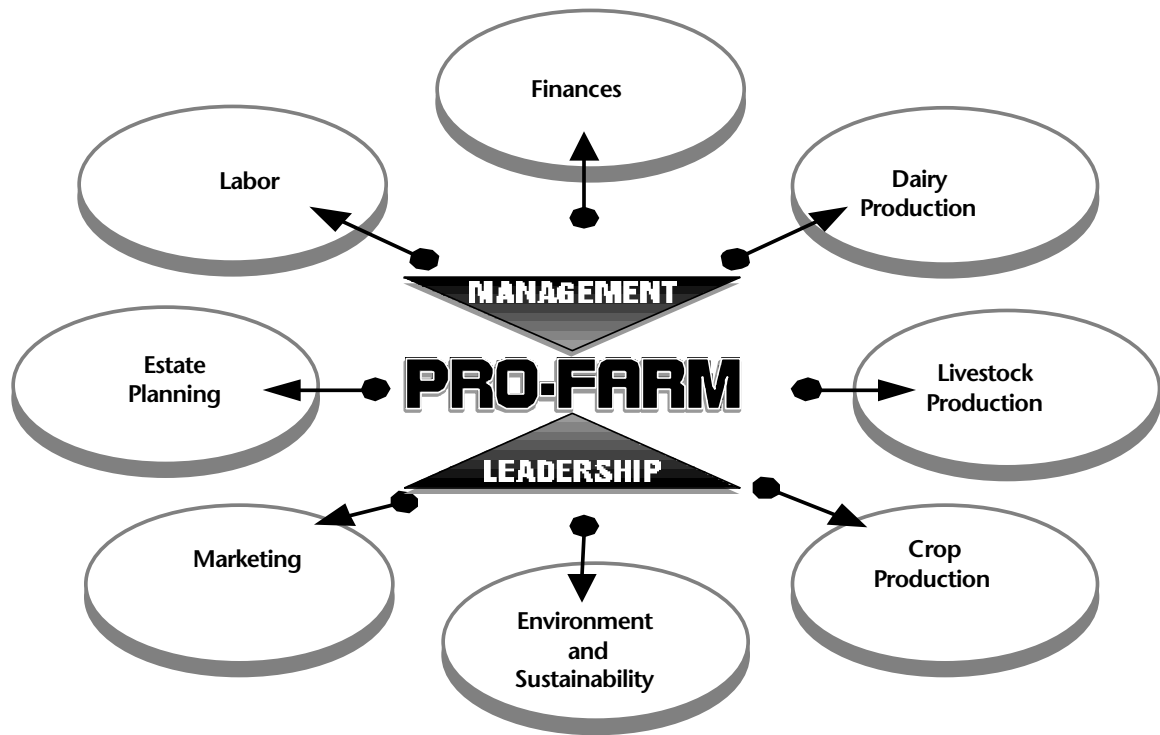 Finances
Labor
Dairy
Production
MANAGEMENT
Estate
Planning
PRO-FARM
Livestock
Production
LEADERSHIP
Marketing
Crop
Production
Environment
and
Sustainability